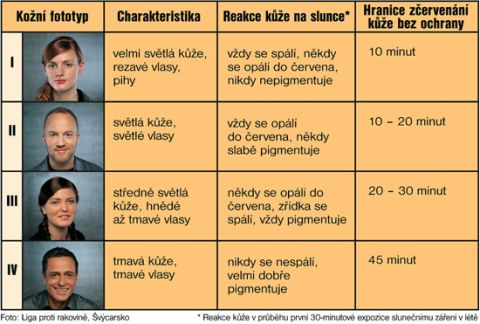 Kožní fototyp
Charakteristika
Reakce kůže na slunce*
Hranice zčervenání
kůže bez ochrany
I
velmi světlá kůže,
rezavé vlasy,
pihy
vždy se spálí, někdy
se opálí do červena,
nikdy nepigmentuje
10 minut
II
světlá kůže,
světlé vlasy
vždy se opálí
do červena, někdy
slabě pigmentuje
10 – 20 minut
III
středně světlá
kůže, hnědé
až tmavé vlasy
někdy se opálí do
červena, zřídka se
spálí, vždy pigmentuje
20 – 30 minut
IV
tmavá kůže,
tmavé vlasy
nikdy se nespálí,
velmi dobře
pigmentuje
45 minut
Foto: Liga proti rakovině, Švýcarsko
* Reakce kůže v průběhu první 30-minutové expozice slunečnímu záření v létě